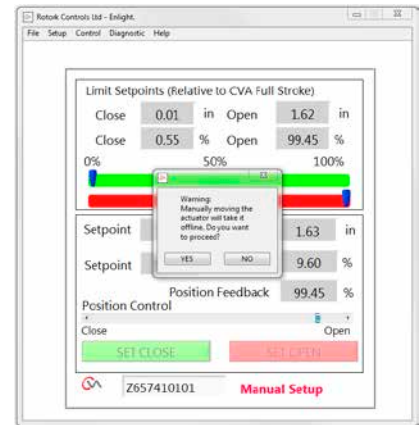 Rotork Controls Ltd - Enlight.
File Setup Control Diagnostic Help
Limit Setpoints (Relative to CVA Full Stroke)
Close 0.01 in Open 1.62 in
Close 0.55 % Open 99.45 %
0% 50% 100%
Warning:
Manually moving the
actuator will take it
offline. Do you want
to proceed?
YES NO
Setpoint 1.63 in
Setpoint 9.60 %
Position Feedback 99.45 %
Position Control
Close Open
SET CLOSE SET OPEN
Z657410101 Manual Setup